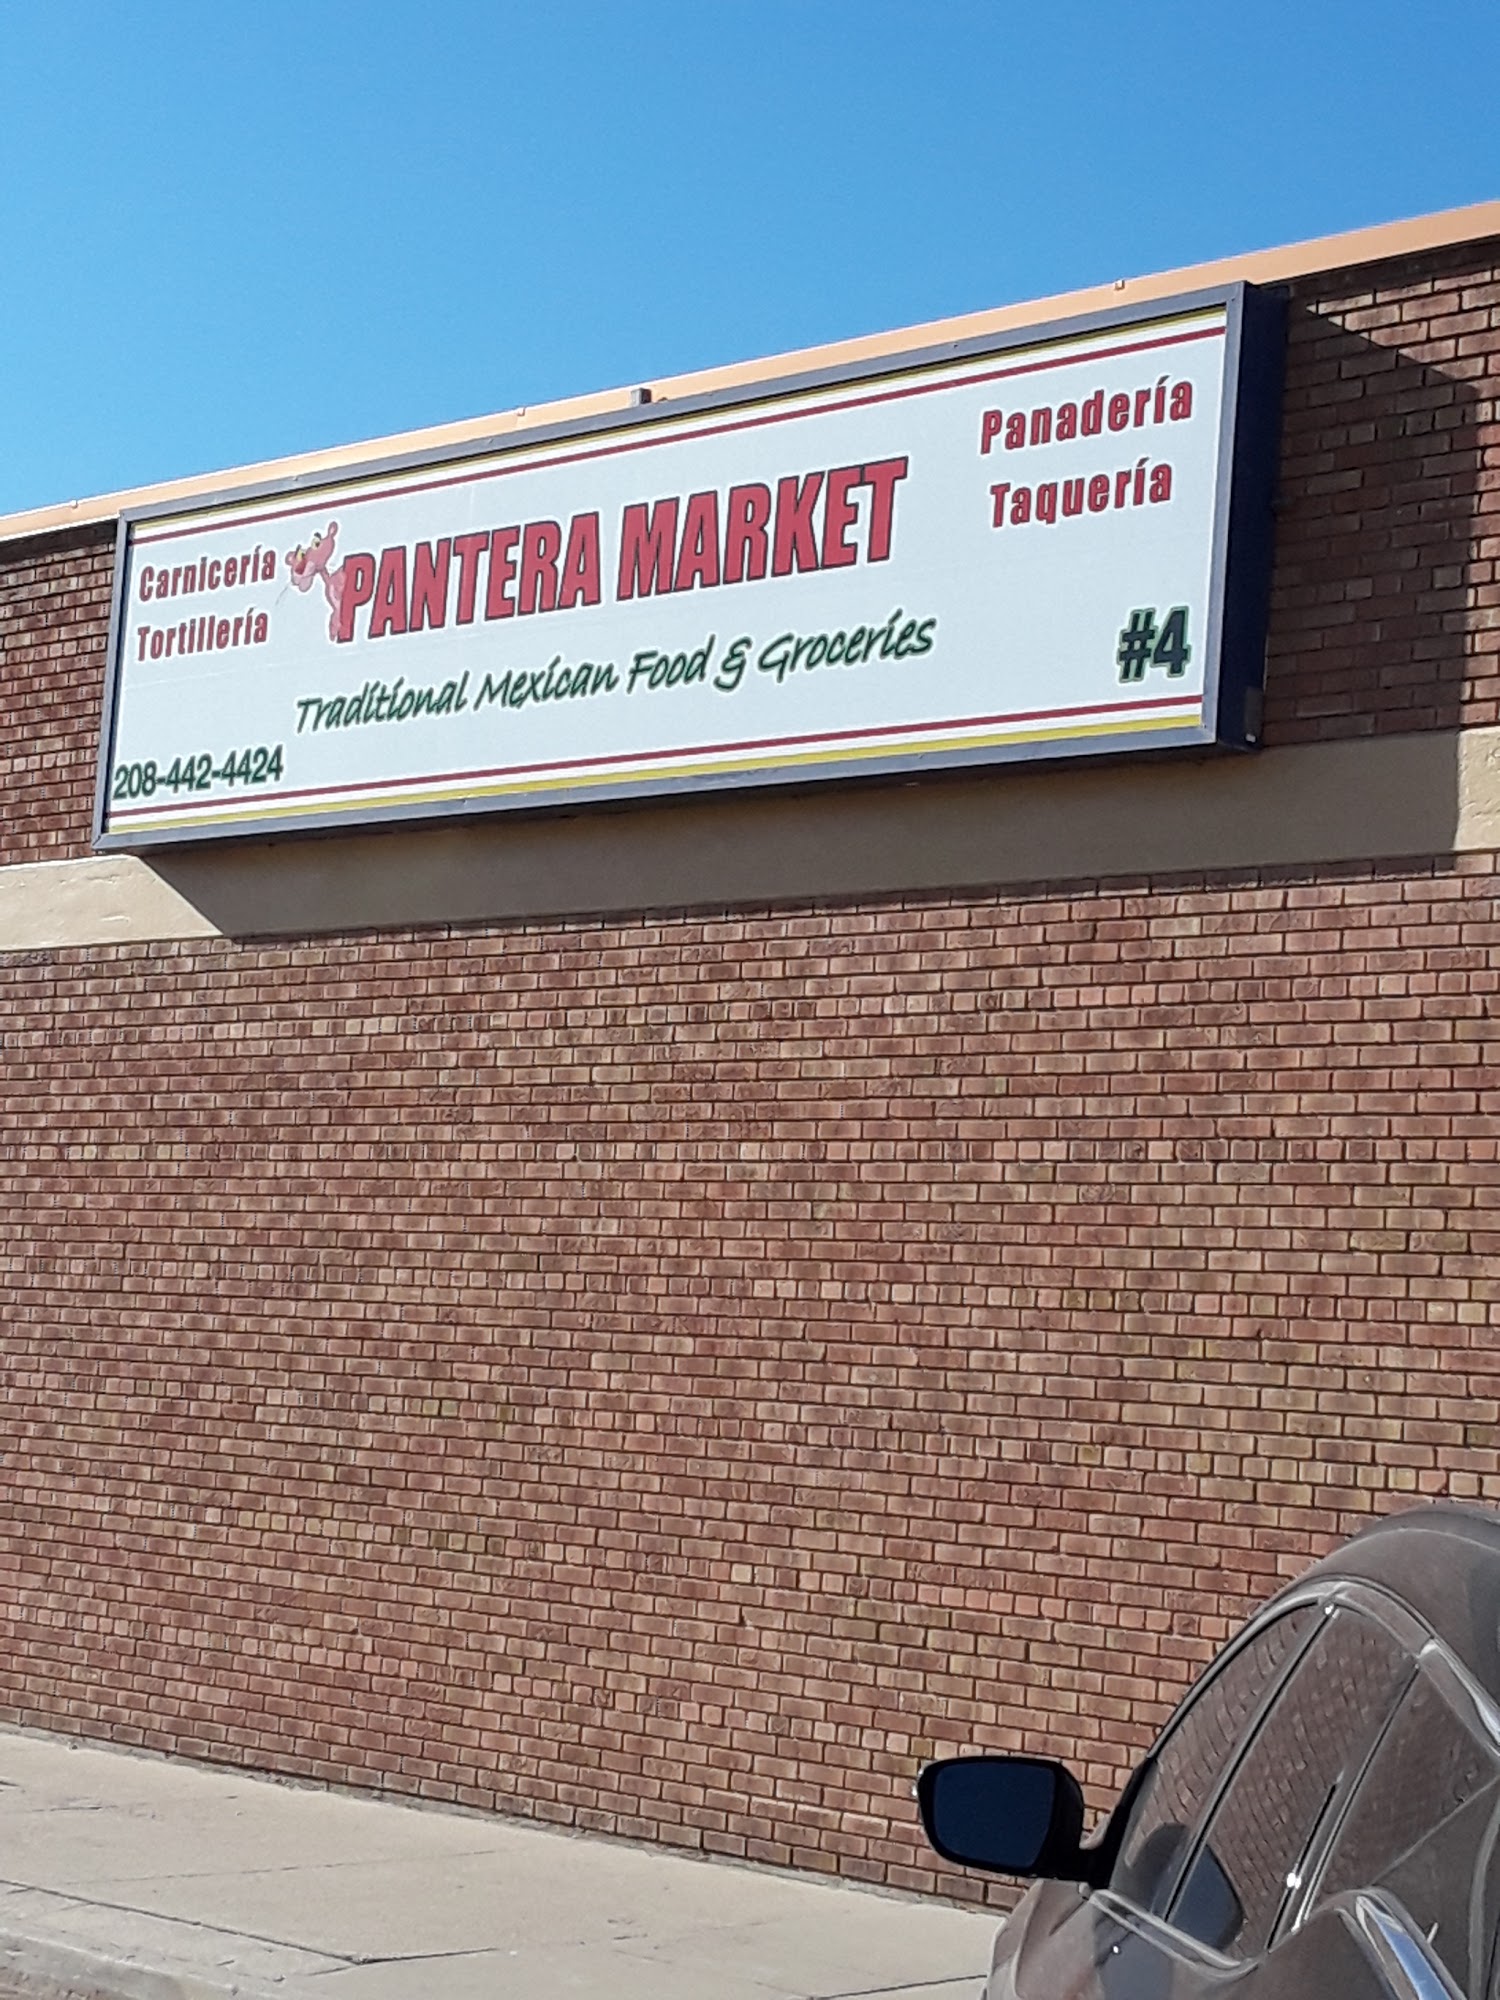 Carnicería
Tortillería
PANTERA MARKET
Traditional Mexican Food & Groceries
208-442-4424
Panadería
Taquería
#4